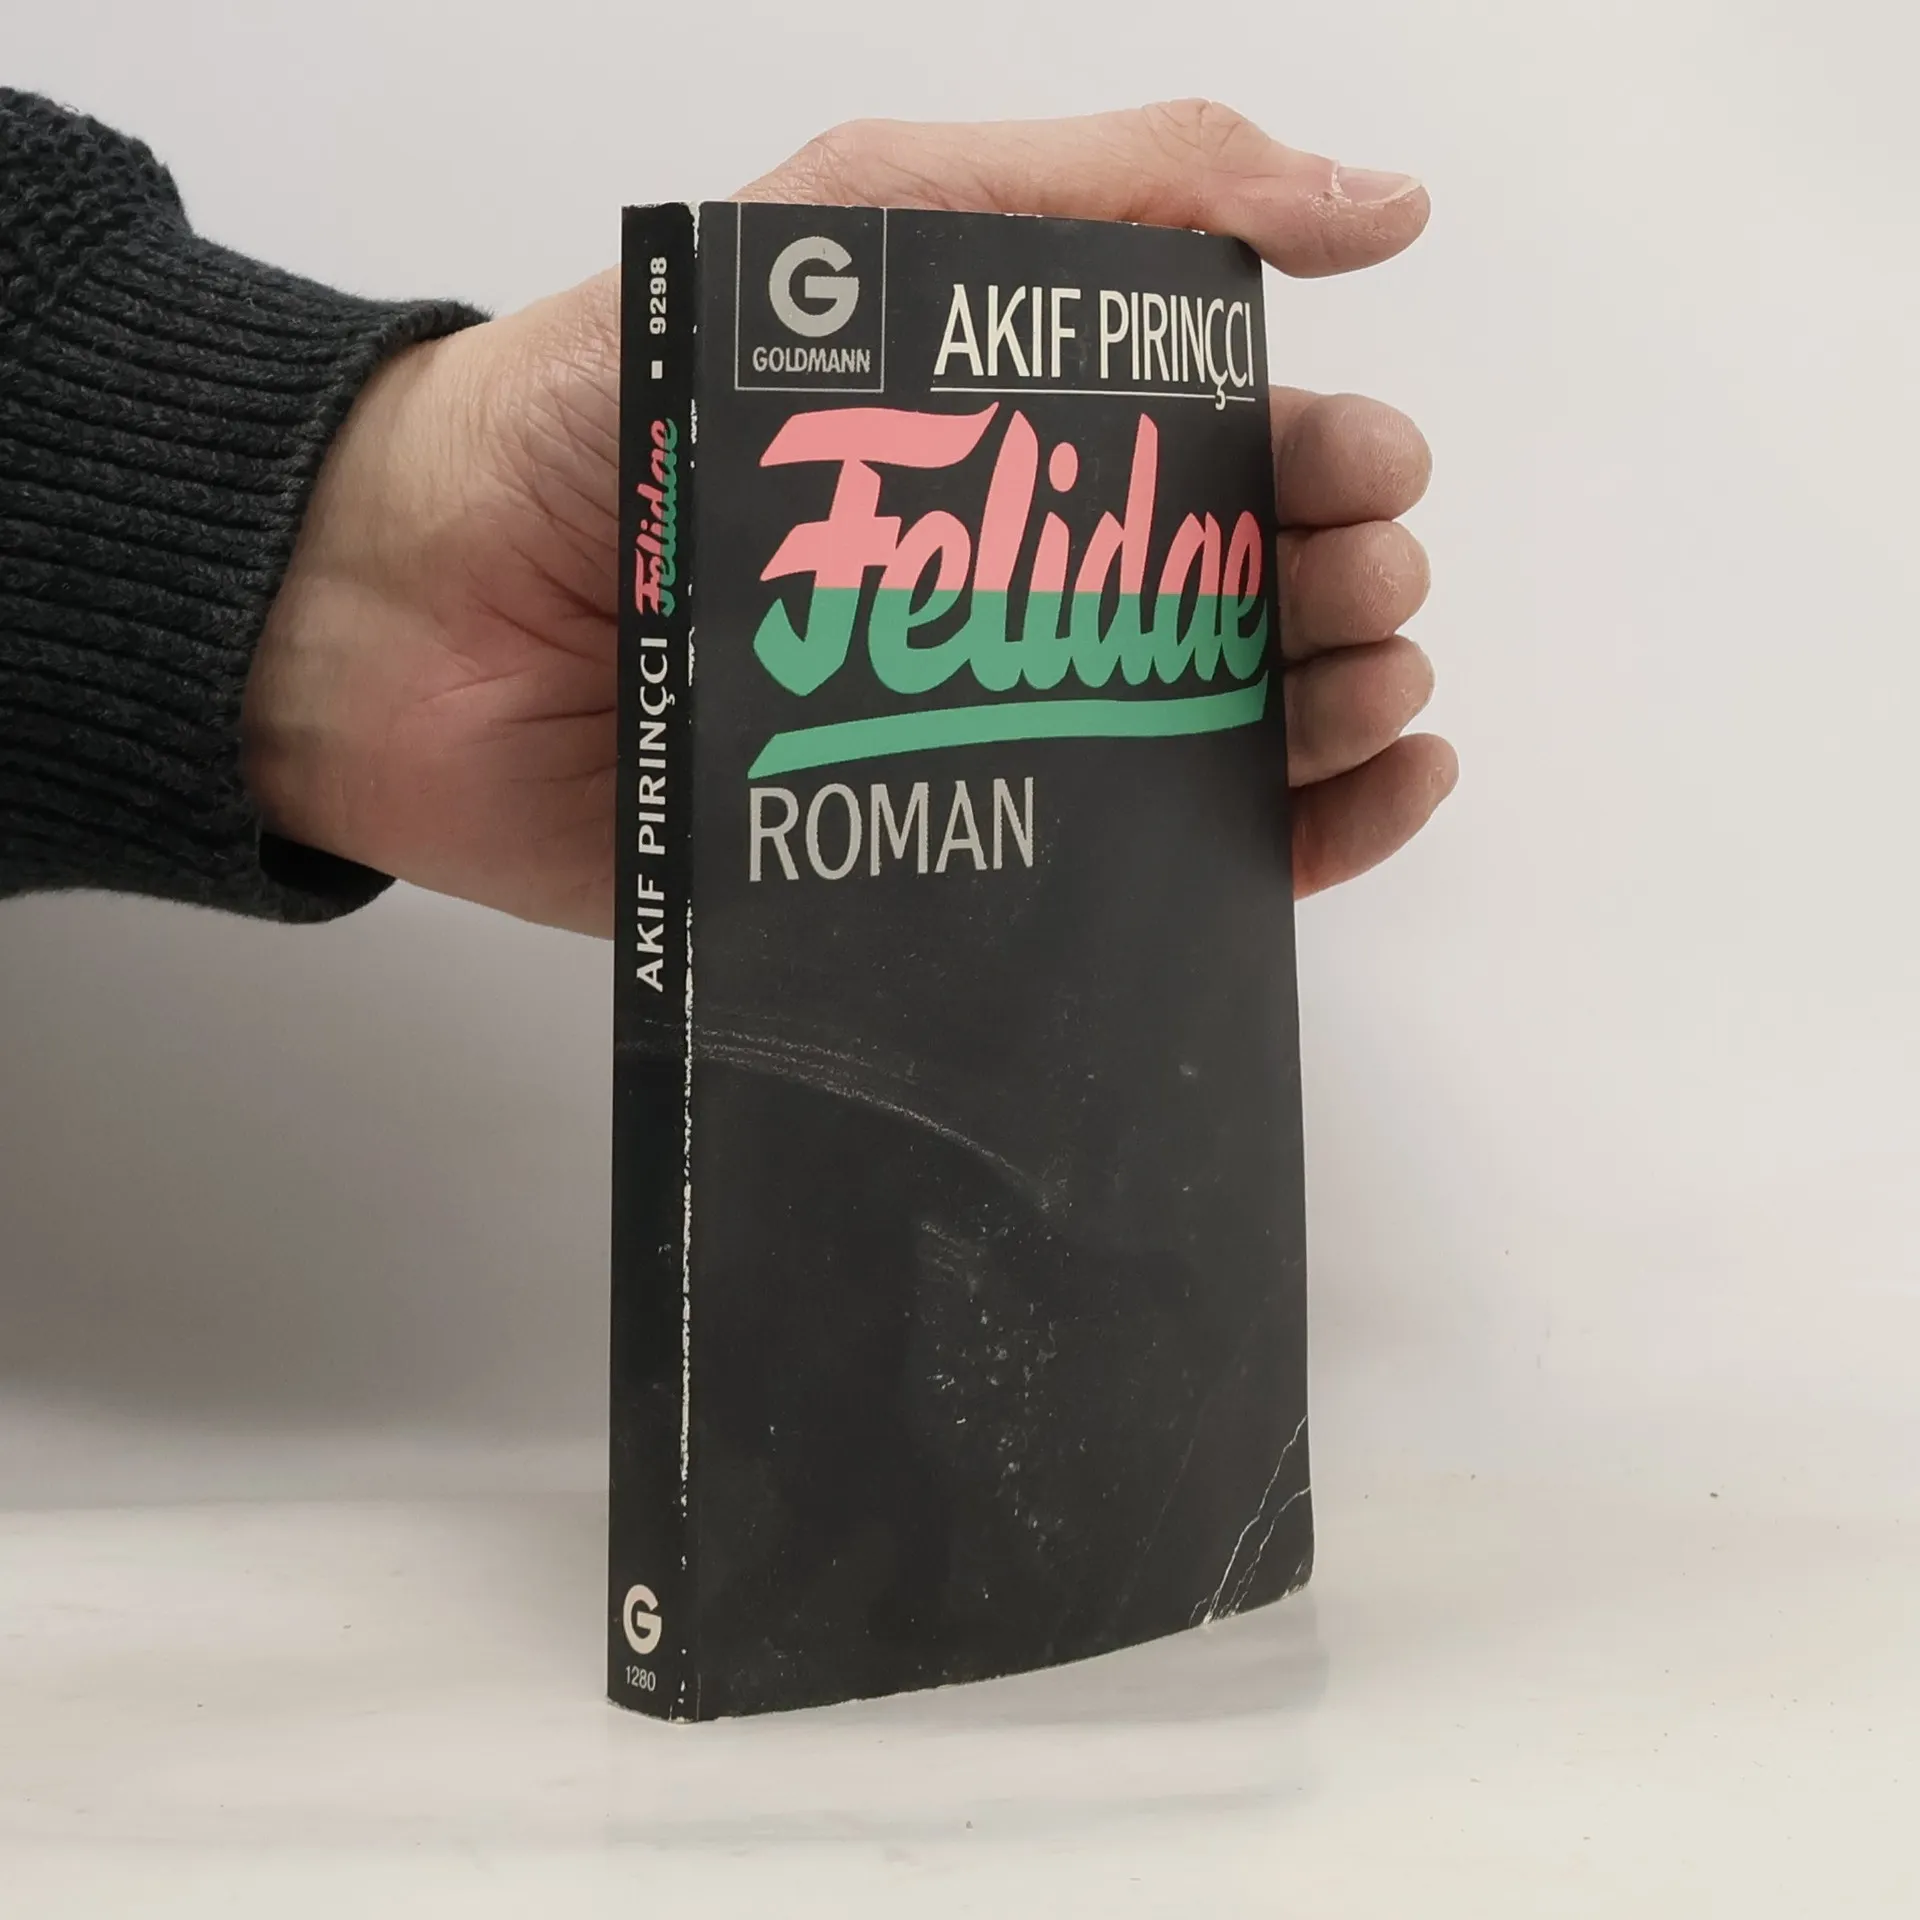 G
GOLDMANN
AKIF PIRINÇCI
Felidae
ROMAN
AKIF PIRINÇCI Felidae ■ 9298
G
1280